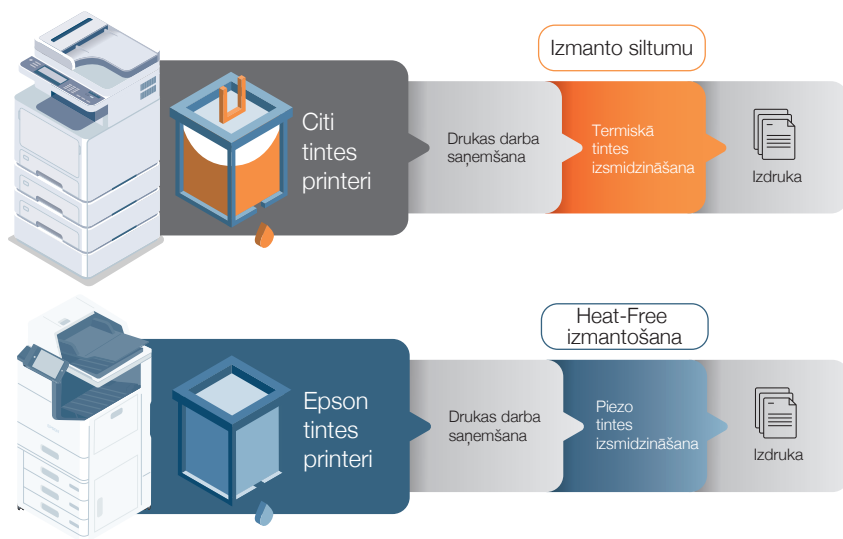 Izmanto siltumu
Citi
tintes
printeri
Drukas darba
saņemšana
Termiskā
tintes
izsmidzināšana
Izdruka
Heat-Free
izmantošana
Epson
tintes
printeri
Drukas darba
saņemšana
Piezo
tintes
izsmidzināšana
Izdruka